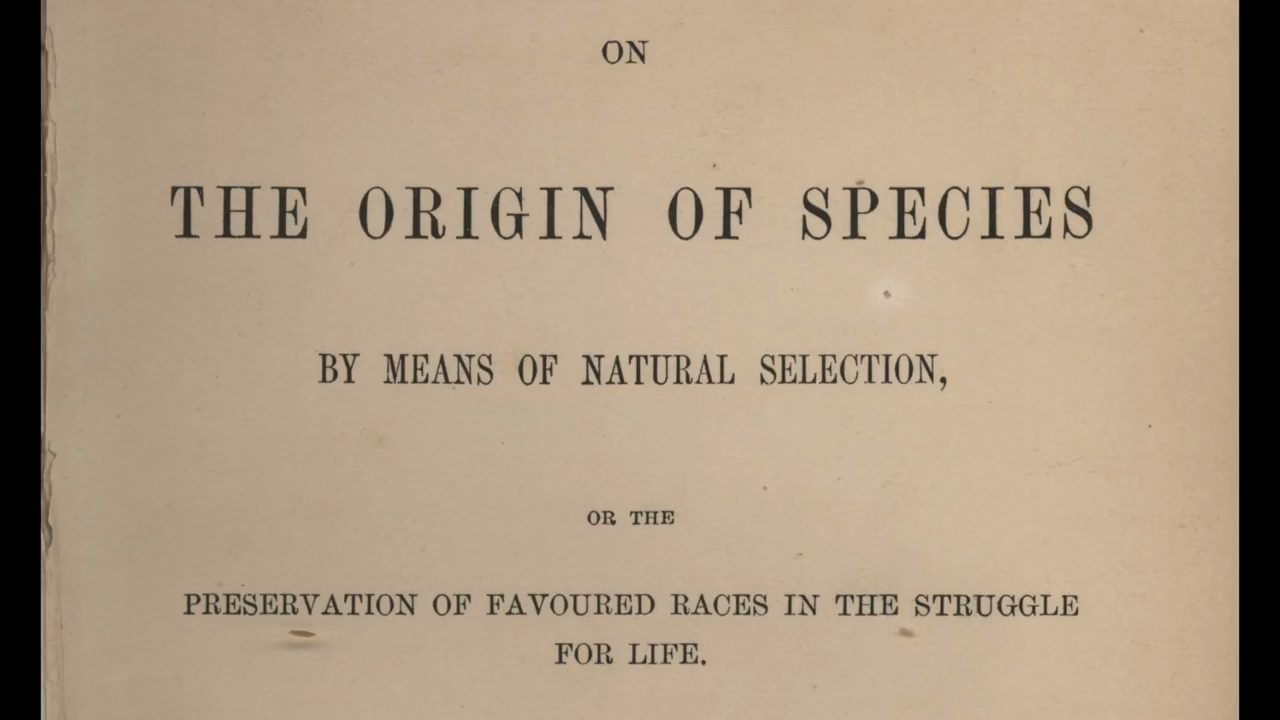 ON
THE ORIGIN OF SPECIES
BY MEANS OF NATURAL SELECTION,
OR THE
PRESERVATION OF FAVOURED RACES IN THE STRUGGLE
FOR LIFE.